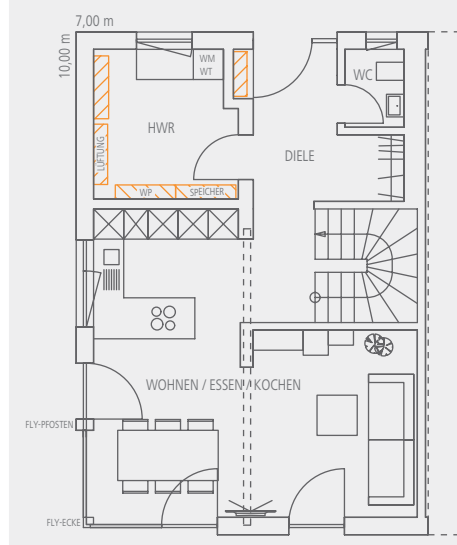 7,00 m
10,00 m
WM
WT
WC
HWR
DIELE
LÜFTUNG
WP
SPEICHER
WOHNEN / ESSEN / KOCHEN
FLY-PFOSTEN
FLY-ECKE